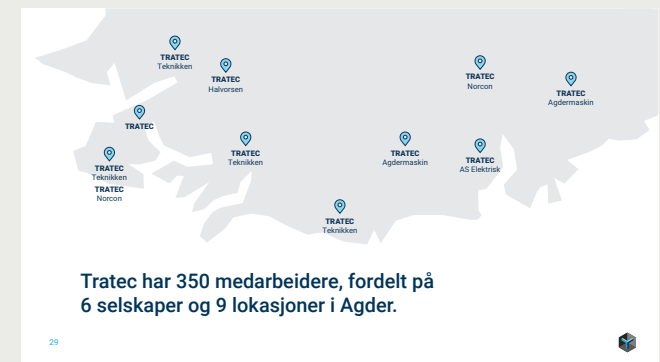 TRATEC
Teknikken
TRATEC
Halvorsen
TRATEC
Norcon
TRATEC
Agdermaskin
TRATEC
TRATEC
Teknikken
TRATEC
Agdermaskin
TRATEC
AS Elektrisk
TRATEC
Teknikken
TRATEC
Norcon
TRATEC
Teknikken
Tratec har 350 medarbeidere, fordelt på
6 selskaper og 9 lokasjoner i Agder.
29